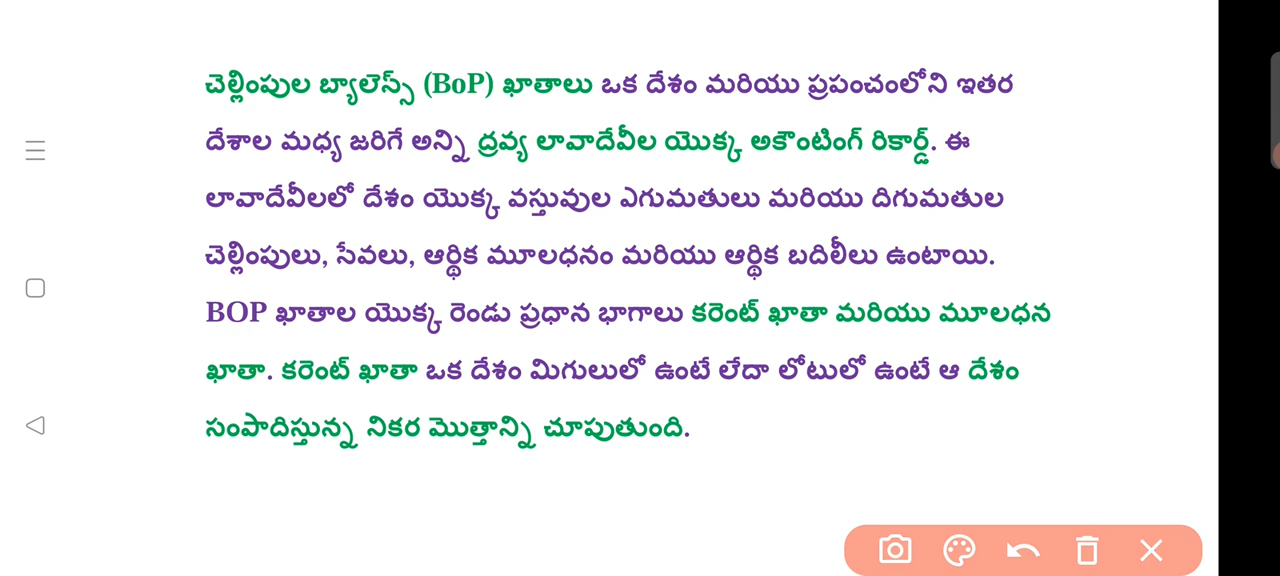 చెల్లింపుల బ్యాలెన్స్ (BoP) ఖాతాలు ఒక దేశం మరియు ప్రపంచంలోని ఇతర
దేశాల మధ్య జరిగే అన్ని ద్రవ్య లావాదేవీల యొక్క అకౌంటింగ్ రికార్డ్. ఈ
లావాదేవీలలో దేశం యొక్క వస్తువుల ఎగుమతులు మరియు దిగుమతుల
చెల్లింపులు, సేవలు, ఆర్థిక మూలధనం మరియు ఆర్థిక బదిలీలు ఉంటాయి.
BOP ఖాతాల యొక్క రెండు ప్రధాన భాగాలు కరెంట్ ఖాతా మరియు మూలధన
ఖాతా. కరెంట్ ఖాతా ఒక దేశం మిగులులో ఉంటే లేదా లోటులో ఉంటే ఆ దేశం
సంపాదిస్తున్న నికర మొత్తాన్ని చూపుతుంది.